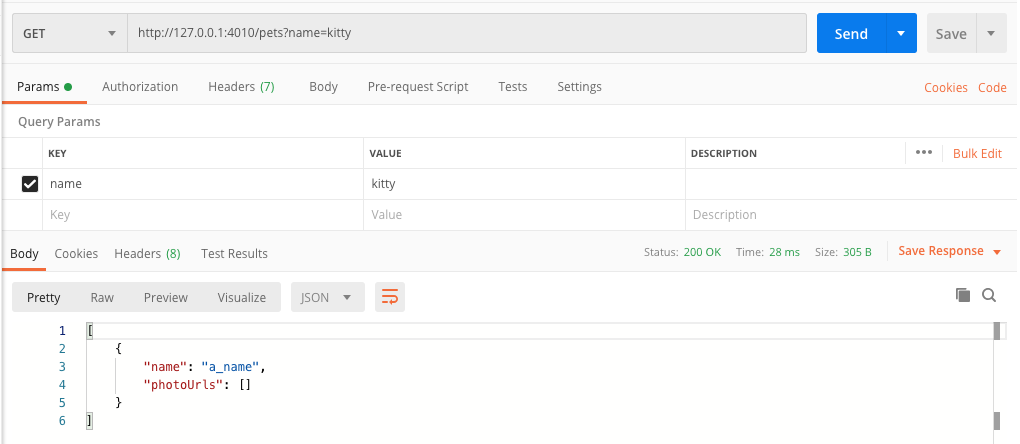 GET http://127.0.0.1:4010/pets?name=kitty Send Save
Params Authorization Headers (7) Body Pre-request Script Tests Settings Cookies Code
Query Params
KEY VALUE DESCRIPTION ••• Bulk Edit
name kitty
Key Value Description
Body Cookies Headers (8) Test Results Status: 200 OK Time: 28 ms Size: 305 B Save Response
Pretty Raw Preview Visualize JSON
1 [
2 {
3 "name": "a_name",
4 "photoUrls": []
5 }
6 ]